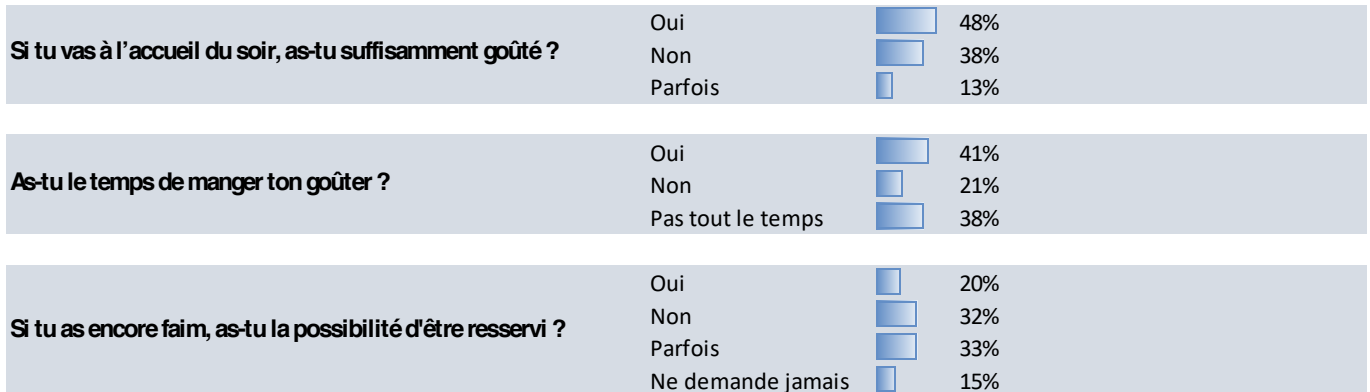 Si tu vas à l’accueil du soir, as-tu suffisamment goûté ?
Oui 48%
Non 38%
Parfois 13%
As-tu le temps de manger ton goûter ?
Oui 41%
Non 21%
Pas tout le temps 38%
Si tu as encore faim, as-tu la possibilité d'être resservi ?
Oui 20%
Non 32%
Parfois 33%
Ne demande jamais 15%